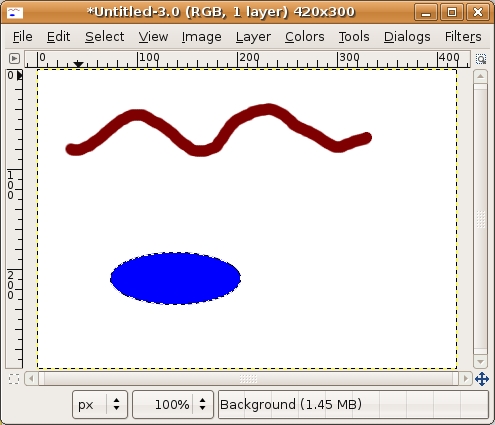 *Untitled-3.0 (RGB, 1 layer) 420x300
File Edit Select View Image Layer Colors Tools Dialogs Filters
0 100 200 300 400
0
100
200
px 100% Background (1.45 MB)